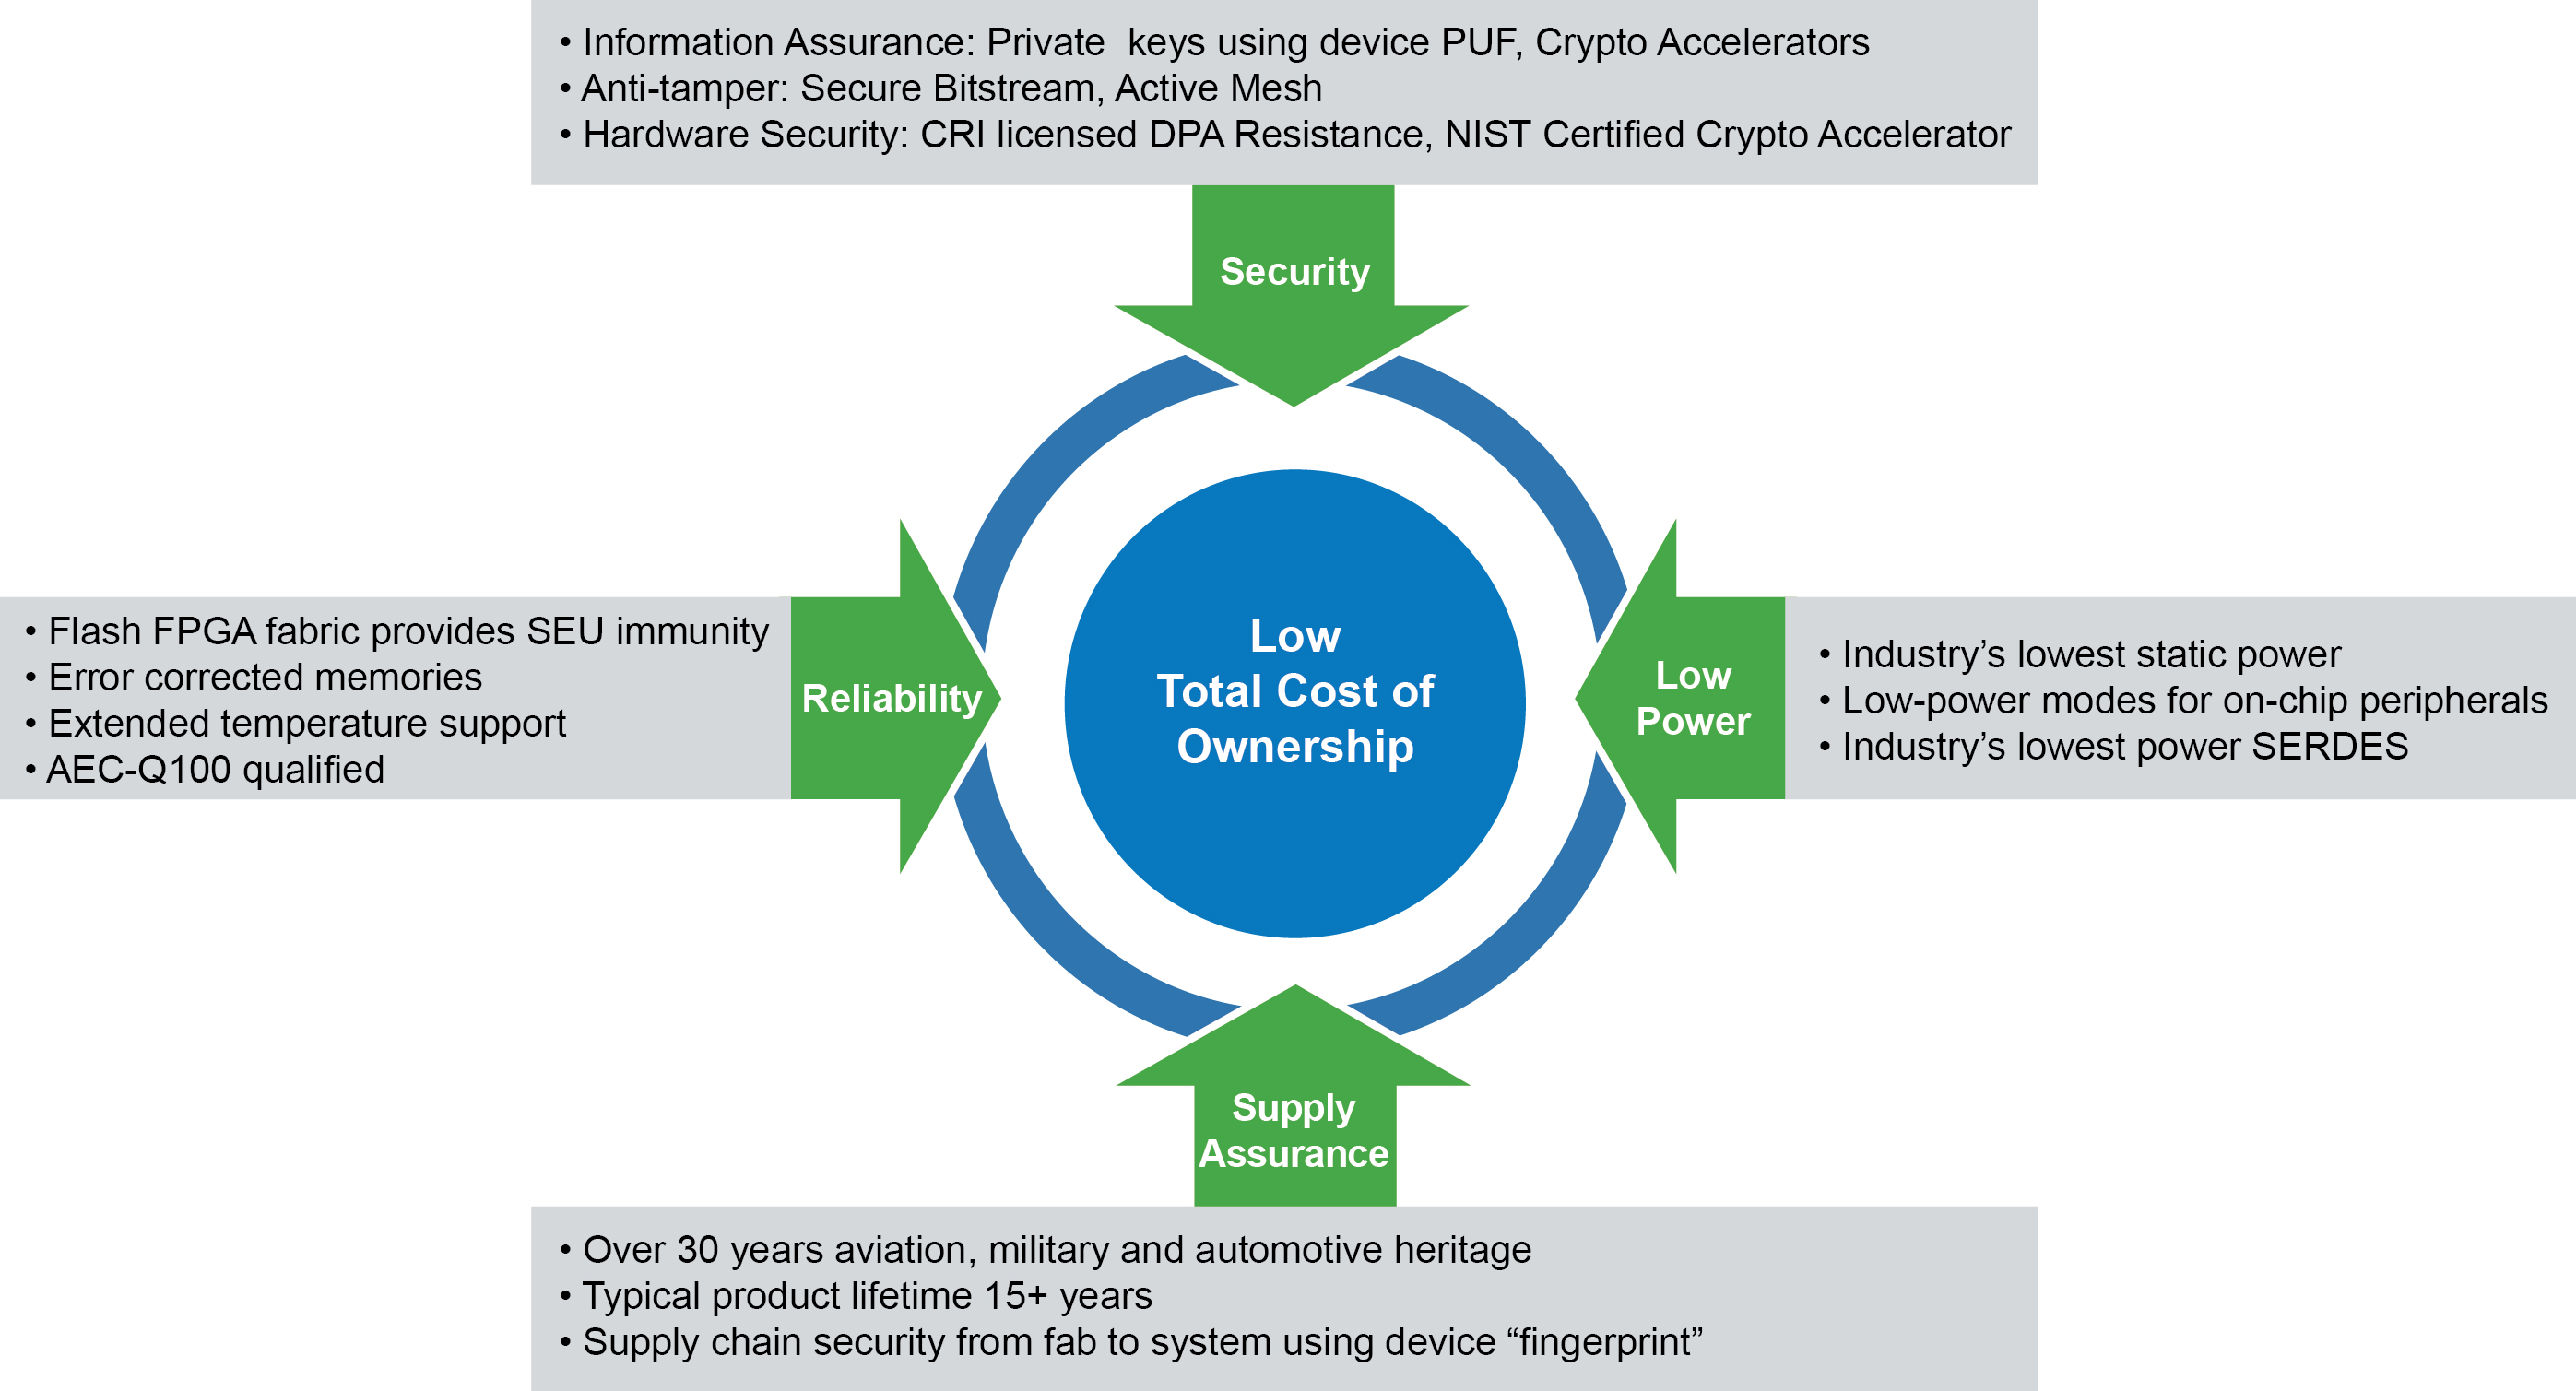 • Information Assurance: Private  keys using device PUF, Crypto Accelerators
• Anti-tamper: Secure Bitstream, Active Mesh
• Hardware Security: CRI licensed DPA Resistance, NIST Certified Crypto Accelerator
Security
• Flash FPGA fabric provides SEU immunity
• Error corrected memories
• Extended temperature support
• AEC-Q100 qualified
Reliability
Low
Total Cost of
Ownership
Low
Power
• Industry’s lowest static power
• Low-power modes for on-chip peripherals
• Industry’s lowest power SERDES
Supply
Assurance
• Over 30 years aviation, military and automotive heritage
• Typical product lifetime 15+ years
• Supply chain security from fab to system using device “fingerprint”